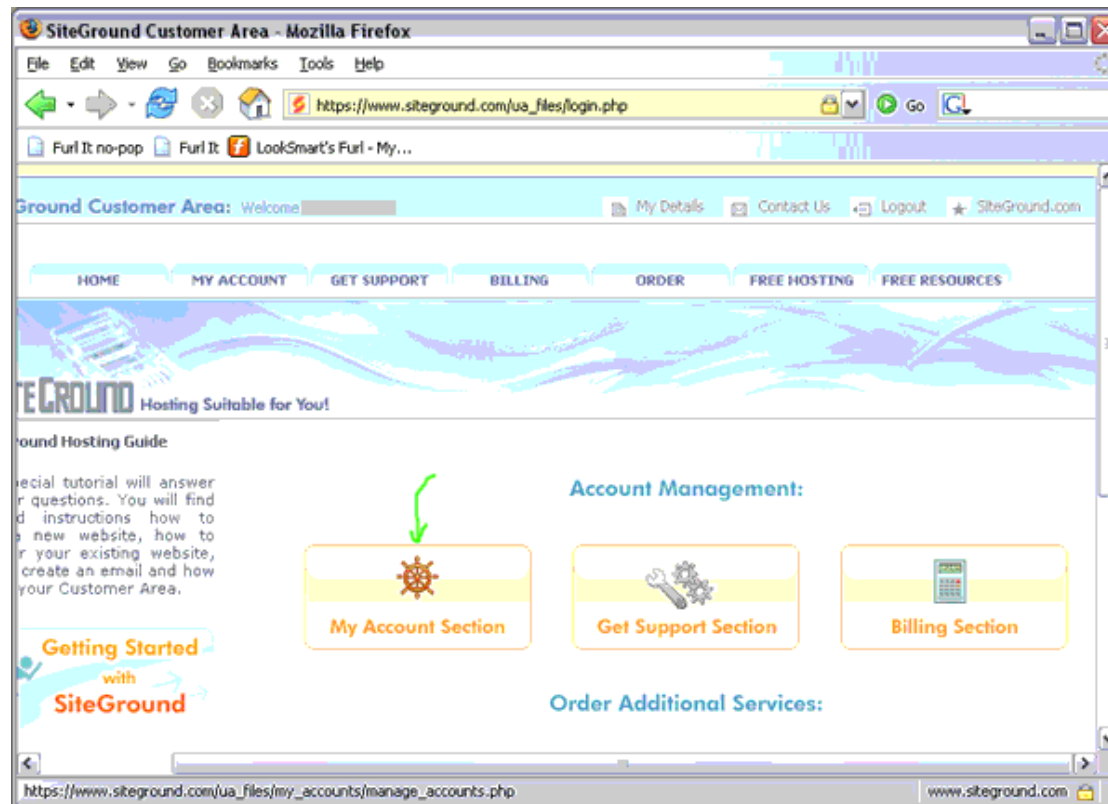 SiteGround Customer Area - Mozilla Firefox
File Edit View Go Bookmarks Tools Help
https://www.siteground.com/ua_files/login.php Go G
Furl It no-pop Furl It LookSmart's Furl - My...
Ground Customer Area: Welcome My Details Contact Us Logout SiteGround.com
HOME MY ACCOUNT GET SUPPORT BILLING ORDER FREE HOSTING FREE RESOURCES
TEGROUND Hosting Suitable for You!
ound Hosting Guide
ecial tutorial will answer
r questions. You will find
d instructions how to
new website, how to
r your existing website,
create an email and how
your Customer Area.
Account Management:
My Account Section Get Support Section Billing Section
Getting Started
with
SiteGround
Order Additional Services:
https://www.siteground.com/ua_files/my_accounts/manage_accounts.php www.siteground.com